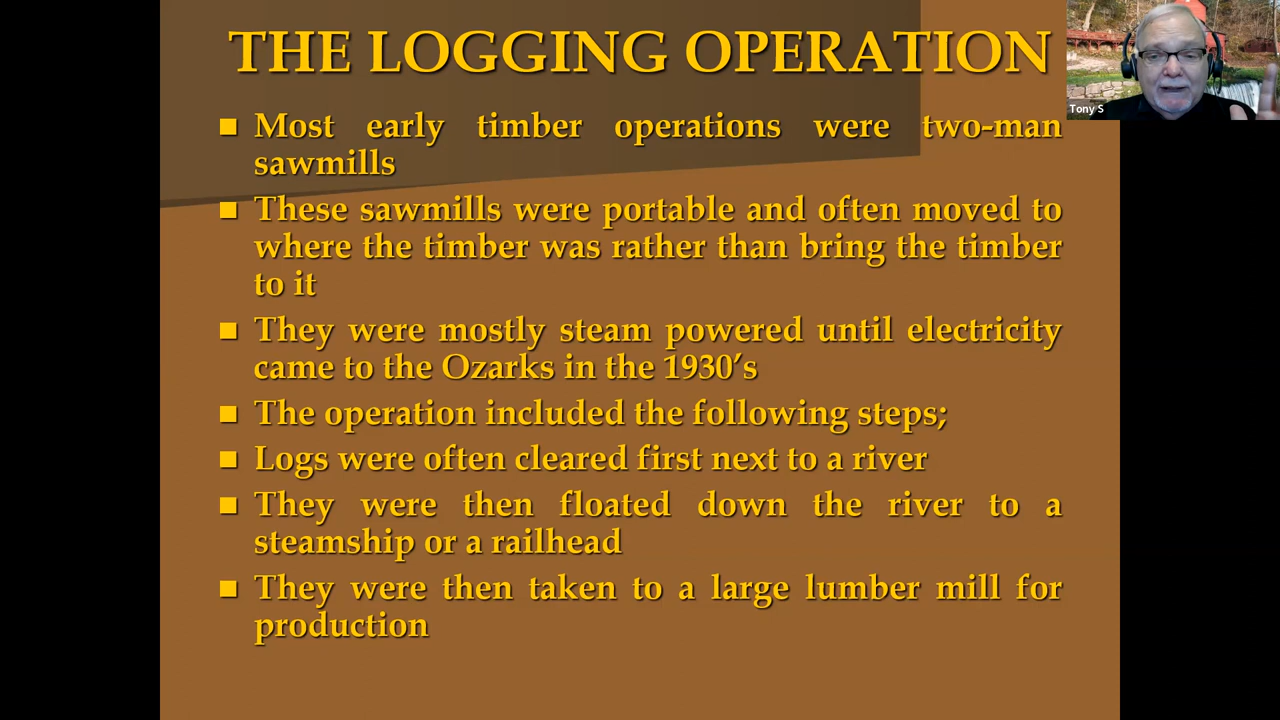 THE LOGGING OPERATION
Most early timber operations were two-man
sawmills
These sawmills were portable and often moved to
where the timber was rather than bring the timber
to it
They were mostly steam powered until electricity
came to the Ozarks in the 1930's
The operation included the following steps;
Logs were often cleared first next to a river
They were then floated down the river to a
steamship or a railhead
They were then taken to a large lumber mill for
production
Tony S